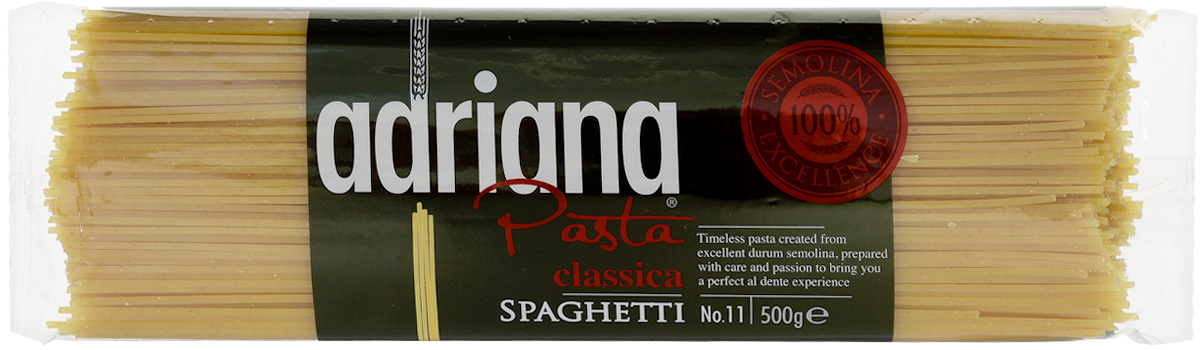 adriana
Pasta®
classica
SPAGHETTI
Timeless pasta created from
excellent durum semolina, prepared
with care and passion to bring you
a perfect al dente experience
No.11 | 500g ℮
SEMOLINA
100%
EXCELLENCE